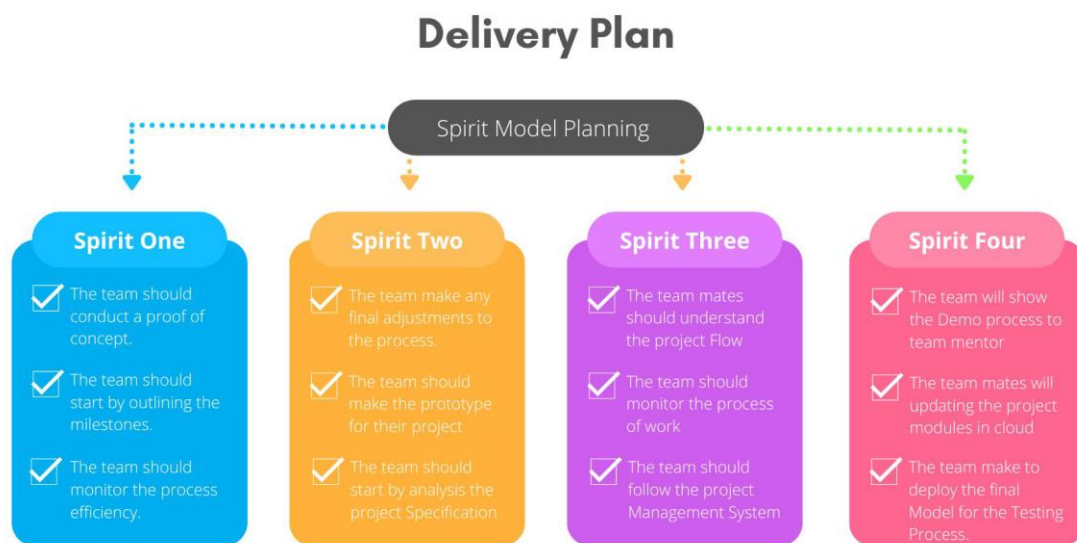 Delivery Plan
Spirit Model Planning
Spirit One
The team should
conduct a proof of
concept.
The team should
start by outlining the
milestones.
The team should
monitor the process
efficiency.
Spirit Two
The team make any
final adjustments to
the process.
The team should
make the prototype
for their project
The team should
start by analysis the
project Specification
Spirit Three
The team mates
should understand
the project Flow
The team should
monitor the process
of work
The team should
follow the project
Management System
Spirit Four
The team will show
the Demo process to
team mentor
The team mates will
updating the project
modules in cloud
The team make to
deploy the final
Model for the Testing
Process.